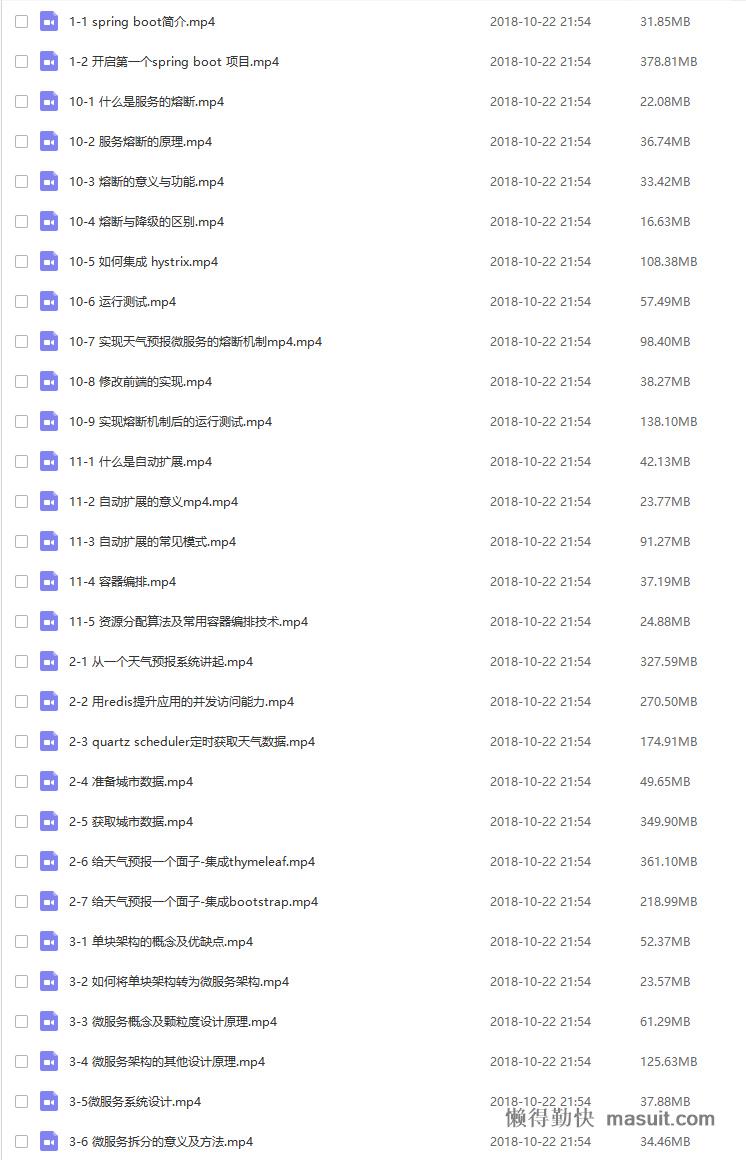 1-1 spring boot简介.mp4 2018-10-22 21:54 31.85MB
1-2 开启第一个spring boot 项目.mp4 2018-10-22 21:54 378.81MB
10-1 什么是服务的熔断.mp4 2018-10-22 21:54 22.08MB
10-2 服务熔断的原理.mp4 2018-10-22 21:54 36.74MB
10-3 熔断的意义与功能.mp4 2018-10-22 21:54 33.42MB
10-4 熔断与降级的区别.mp4 2018-10-22 21:54 16.63MB
10-5 如何集成 hystrix.mp4 2018-10-22 21:54 108.38MB
10-6 运行测试.mp4 2018-10-22 21:54 57.49MB
10-7 实现天气预报微服务的熔断机制mp4.mp4 2018-10-22 21:54 98.40MB
10-8 修改前端的实现.mp4 2018-10-22 21:54 38.27MB
10-9 实现熔断机制后的运行测试.mp4 2018-10-22 21:54 138.10MB
11-1 什么是自动扩展.mp4 2018-10-22 21:54 42.13MB
11-2 自动扩展的意义mp4.mp4 2018-10-22 21:54 23.77MB
11-3 自动扩展的常见模式.mp4 2018-10-22 21:54 91.27MB
11-4 容器编排.mp4 2018-10-22 21:54 37.19MB
11-5 资源分配算法及常用容器编排技术.mp4 2018-10-22 21:54 24.88MB
2-1 从一个天气预报系统讲起.mp4 2018-10-22 21:54 327.59MB
2-2 用redis提升应用的并发访问能力.mp4 2018-10-22 21:54 270.50MB
2-3 quartz scheduler定时获取天气数据.mp4 2018-10-22 21:54 174.91MB
2-4 准备城市数据.mp4 2018-10-22 21:54 49.65MB
2-5 获取城市数据.mp4 2018-10-22 21:54 349.90MB
2-6 给天气预报一个面子-集成thymeleaf.mp4 2018-10-22 21:54 361.10MB
2-7 给天气预报一个面子-集成bootstrap.mp4 2018-10-22 21:54 218.99MB
3-1 单块架构的概念及优缺点.mp4 2018-10-22 21:54 52.37MB
3-2 如何将单块架构转为微服务架构.mp4 2018-10-22 21:54 23.57MB
3-3 微服务概念及颗粒度设计原理.mp4 2018-10-22 21:54 61.29MB
3-4 微服务架构的其他设计原理.mp4 2018-10-22 21:54 125.63MB
3-5微服务系统设计.mp4 2018-10-22 21:54 37.88MB
懒得勤快 masuit.com
3-6 微服务拆分的意义及方法.mp4 2018-10-22 21:54 34.46MB